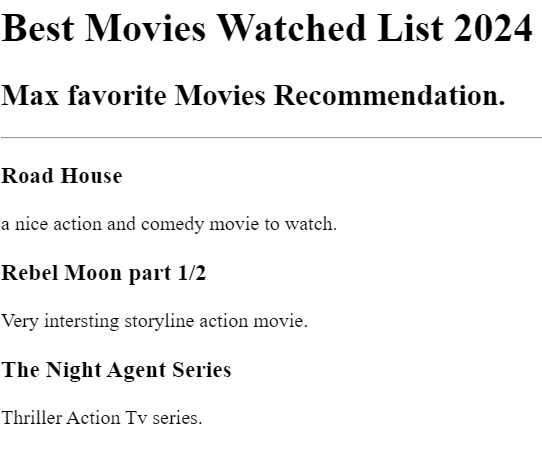 Best Movies Watched List 2024
Max favorite Movies Recommendation.
Road House
a nice action and comedy movie to watch.
Rebel Moon part 1/2
Very intersting storyline action movie.
The Night Agent Series
Thriller Action Tv series.